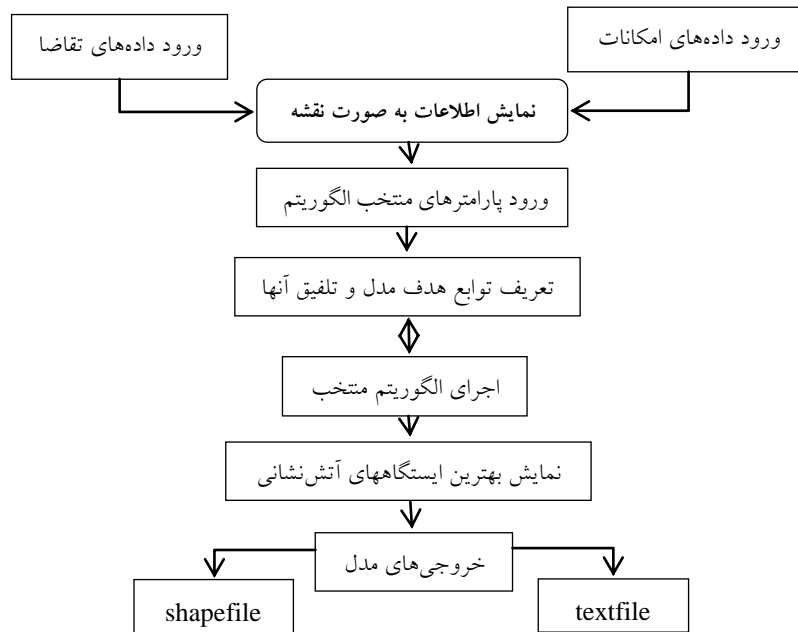 ورود داده‌های امکانات
ورود داده‌های تقاضا
نمایش اطلاعات به صورت نقشه
ورود پارامترهای منتخب الگوریتم
تعریف توابع هدف مدل و تلفیق آنها
اجرای الگوریتم منتخب
نمایش بهترین ایستگاههای آتش‌نشانی
خروجی‌های مدل
textfile
shapefile